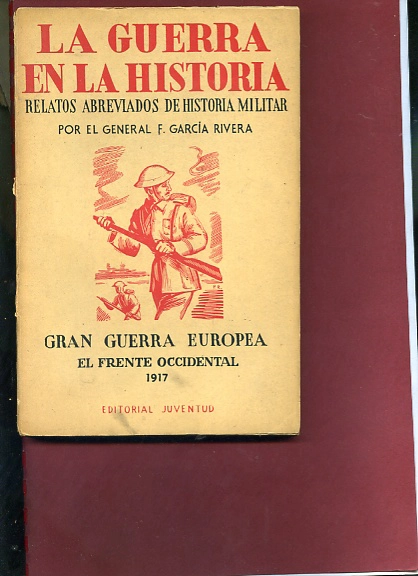 LA GUERRA
EN LA HISTORIA
RELATOS ABREVIADOS DE HISTORIA MILITAR
POR EL GENERAL F. GARCÍA RIVERA
GRAN GUERRA EUROPEA
EL FRENTE OCCIDENTAL
1917
EDITORIAL JUVENTUD